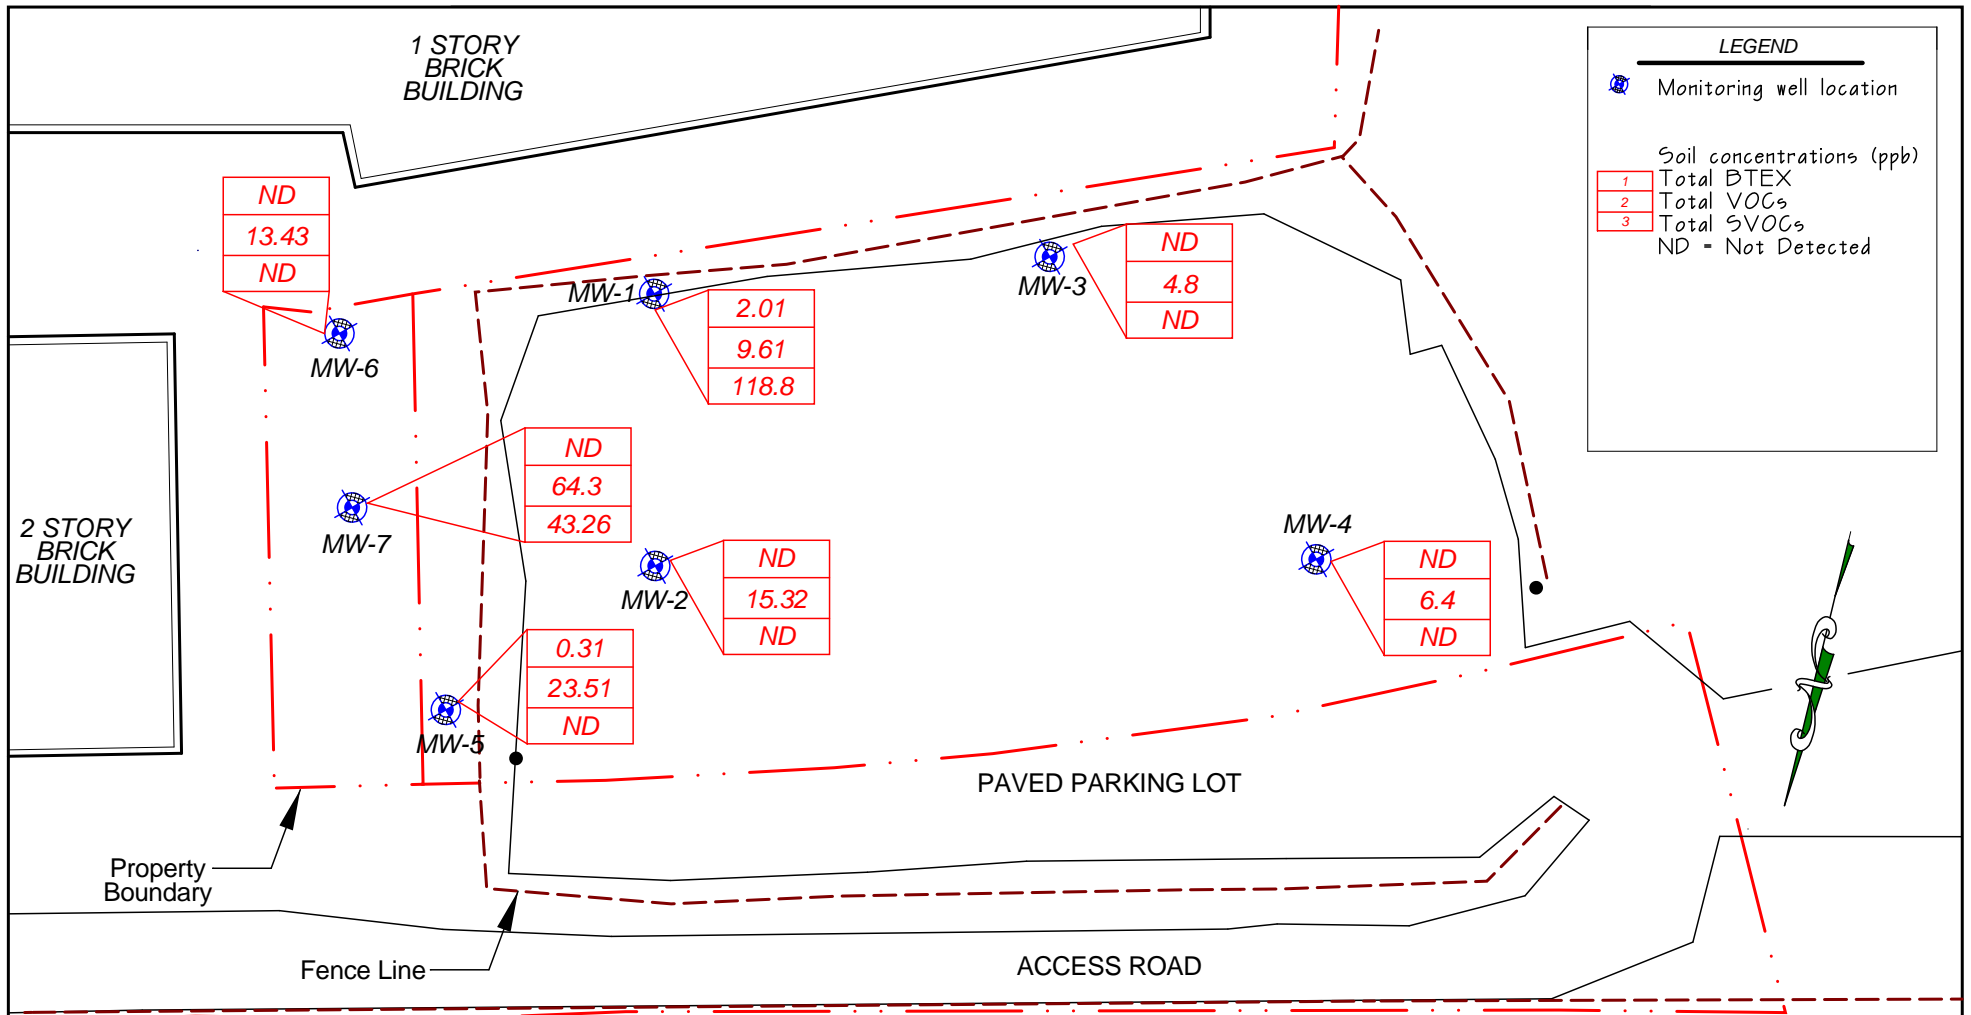 1 STORY
BRICK
BUILDING
LEGEND
Monitoring well location
Soil concentrations (ppb)
1 Total BTEX
2 Total VOCs
3 Total SVOCs
ND = Not Detected
ND
13.43
ND
MW-6
MW-1
2.01
9.61
118.8
MW-3
ND
4.8
ND
ND
64.3
43.26
MW-7
2 STORY
BRICK
BUILDING
MW-2
ND
15.32
ND
MW-4
ND
6.4
ND
0.31
23.51
ND
MW-5
PAVED PARKING LOT
Property
Boundary
Fence Line
ACCESS ROAD